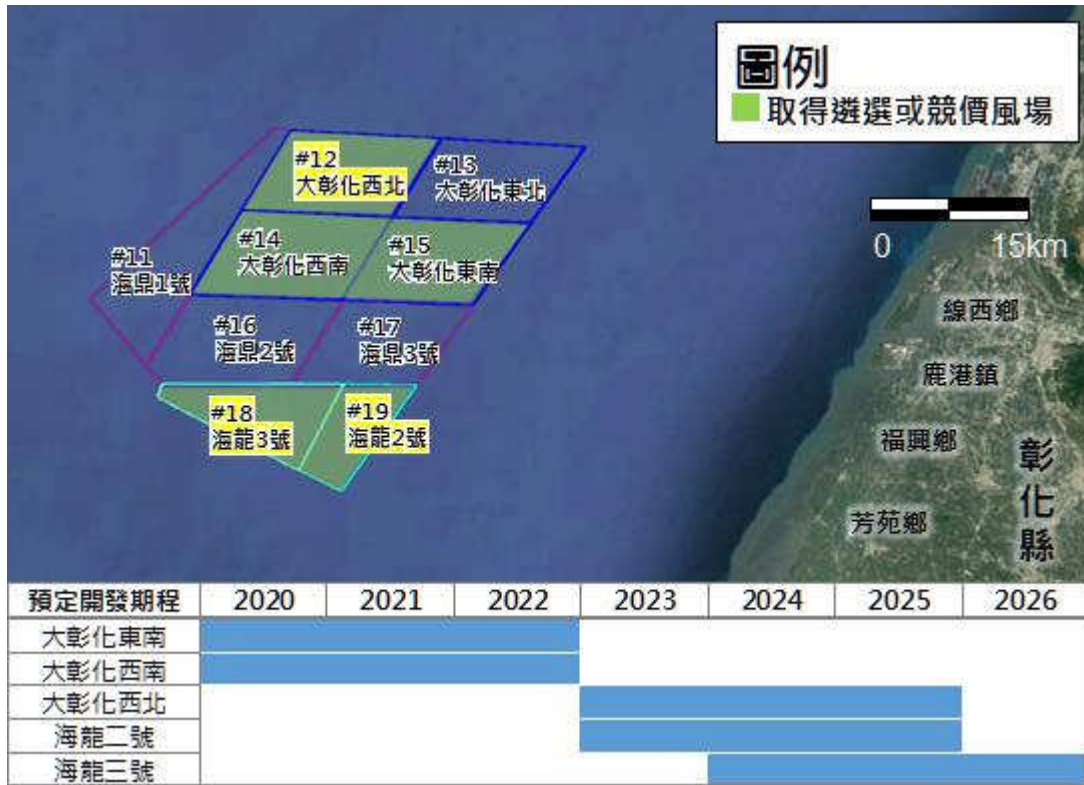 圖例
取得遴選或競價風場
#12
大彰化西北
#13
大彰化東北
#14
大彰化西南
#15
大彰化東南
#11
海鼎1號
#16
海鼎2號
#17
海鼎3號
#18
海龍3號
#19
海龍2號
0 15km
線西鄉
鹿港鎮
福興鄉
芳苑鄉
彰化縣
預定開發期程 2020 2021 2022 2023 2024 2025 2026
大彰化東南
大彰化西南
大彰化西北
海龍二號
海龍三號